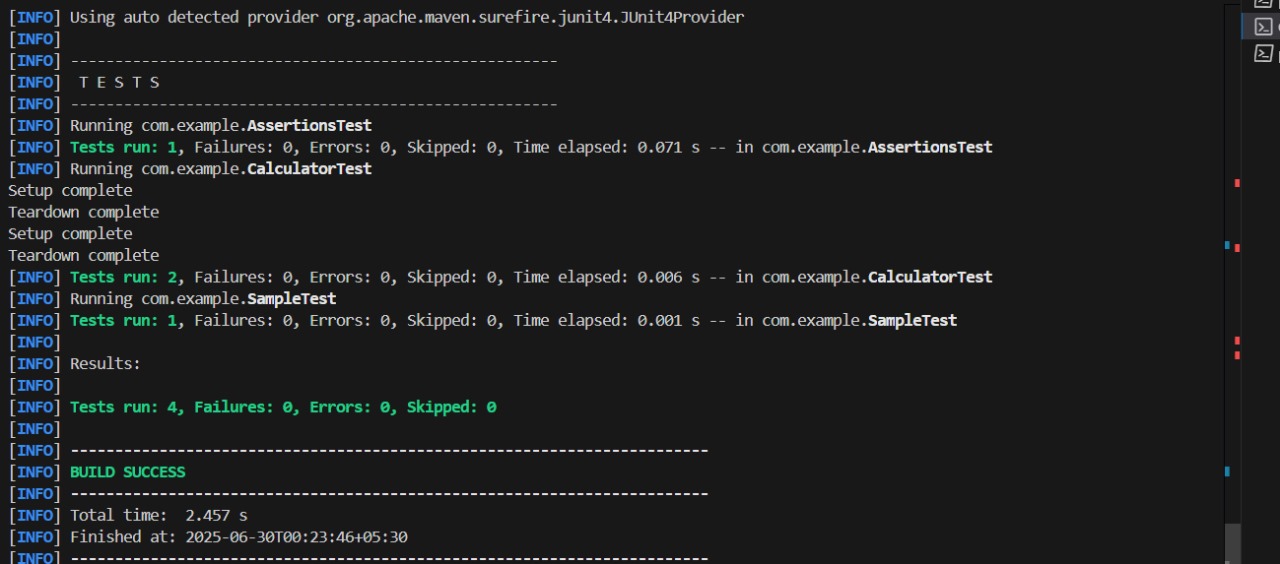 [INFO] Using auto detected provider org.apache.maven.surefire.junit4.JUnit4Provider
[INFO]
[INFO] -------------------------------------------------------
[INFO]  T E S T S
[INFO] -------------------------------------------------------
[INFO] Running com.example.AssertionsTest
[INFO] Tests run: 1, Failures: 0, Errors: 0, Skipped: 0, Time elapsed: 0.071 s -- in com.example.AssertionsTest
[INFO] Running com.example.CalculatorTest
Setup complete
Teardown complete
Setup complete
Teardown complete
[INFO] Tests run: 2, Failures: 0, Errors: 0, Skipped: 0, Time elapsed: 0.006 s -- in com.example.CalculatorTest
[INFO] Running com.example.SampleTest
[INFO] Tests run: 1, Failures: 0, Errors: 0, Skipped: 0, Time elapsed: 0.001 s -- in com.example.SampleTest
[INFO]
[INFO] Results:
[INFO]
[INFO] Tests run: 4, Failures: 0, Errors: 0, Skipped: 0
[INFO]
[INFO] ------------------------------------------------------------------------
[INFO] BUILD SUCCESS
[INFO] ------------------------------------------------------------------------
[INFO] Total time:  2.457 s
[INFO] Finished at: 2025-06-30T00:23:46+05:30
[INFO] ------------------------------------------------------------------------